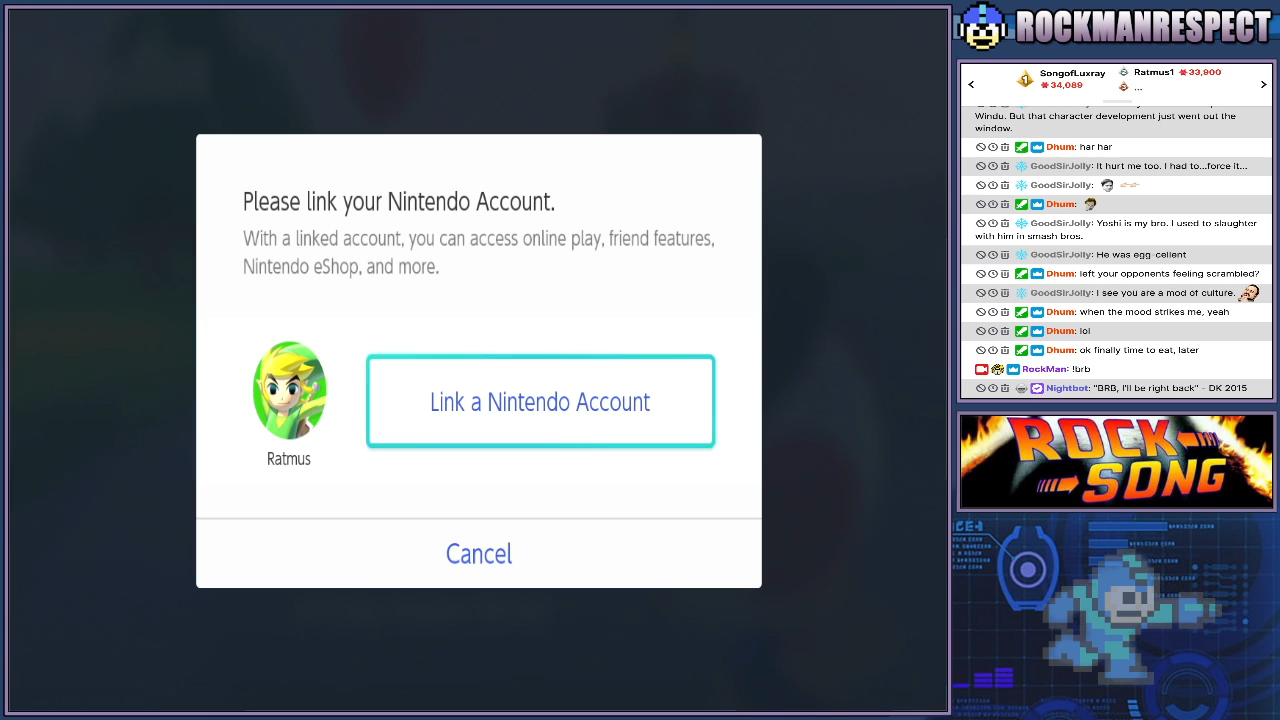 Please link your Nintendo Account.
With a linked account, you can access online play, friend features,
Nintendo eShop, and more.
Link a Nintendo Account
Ratmus
Cancel
ROCKMANRESPECT
1 SongofLuxray
34,089
Ratmus1 33,900
...
Windu. But that character development just went out the
window.
Dhum: har har
GoodSirJolly: It hurt me too. I had to...force it...
GoodSirJolly:
Dhum:
GoodSirJolly: Yoshi is my bro. I used to slaughter
with him in smash bros.
GoodSirJolly: He was egg-cellent
Dhum: left your opponents feeling scrambled?
GoodSirJolly: I see you are a mod of culture.
Dhum: when the mood strikes me, yeah
Dhum: lol
Dhum: ok finally time to eat, later
RockMan: !brb
Nightbot: "BRB, I'll be right back" - DK 2015
ROCK
SONG